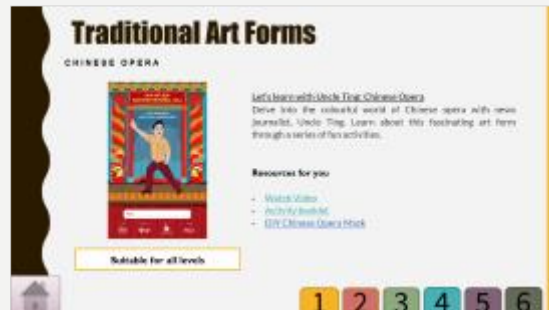 Traditional Art Forms
CHINESE OPERA
Let's learn with Uncle Ting: Chinese Opera
Delve into the colourful world of Chinese opera with news
journalist, Uncle Ting. Learn about this fascinating art form
through a series of fun activities.
Resources for you
- Watch Video
- Activity booklet
- DIY Chinese Opera Mask
Suitable for all levels
1 2 3 4 5 6